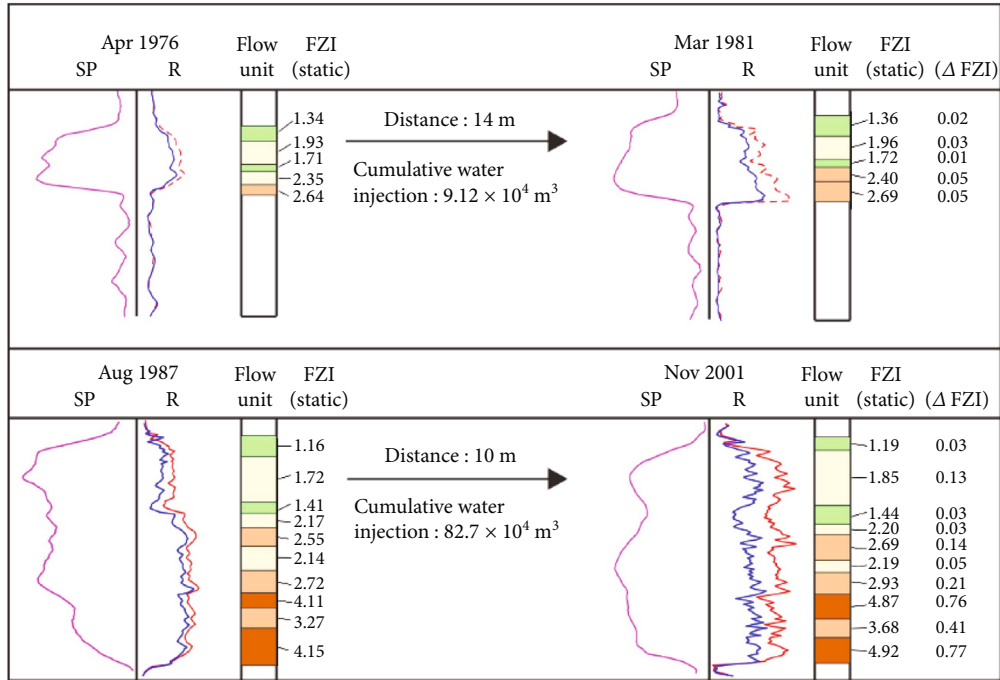 Apr 1976 Flow FZI Mar 1981 Flow FZI
SP R unit (static) SP R unit (static) (Δ FZI)
1.34 Distance : 14 m 1.36 0.02
1.93 1.96 0.03
1.71 Cumulative water 1.72 0.01
2.35 injection : 9.12 × 10⁴ m³ 2.40 0.05
2.64 2.69 0.05
Aug 1987 Flow FZI Nov 2001 Flow FZI
SP R unit (static) SP R unit (static) (Δ FZI)
1.16 Distance : 10 m 1.19 0.03
1.72 1.85 0.13
1.41 Cumulative water 1.44 0.03
2.17 injection : 82.7 × 10⁴ m³ 2.20 0.03
2.55 2.69 0.14
2.14 2.19 0.05
2.72 2.93 0.21
4.11 4.87 0.76
3.27 3.68 0.41
4.15 4.92 0.77